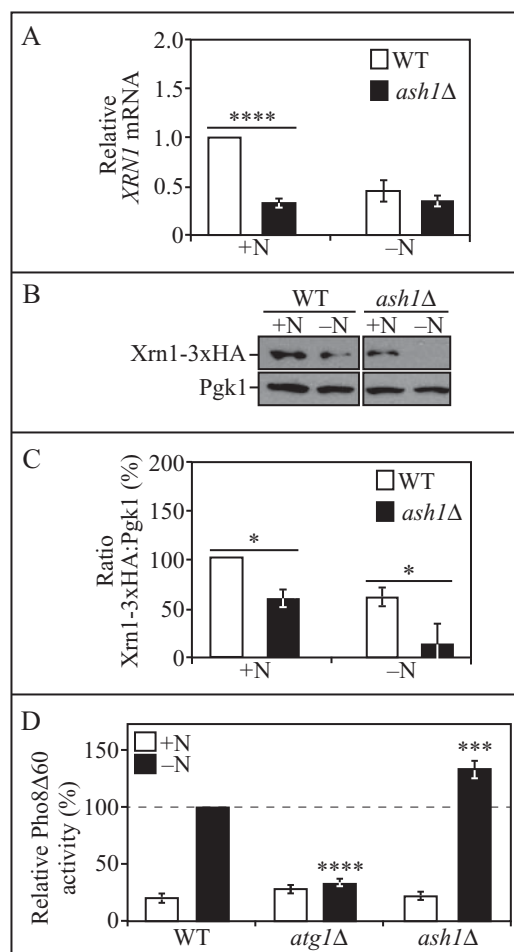 A
Relative
XRN1 mRNA
2.0
1.5
1.0
0.5
0
****
WT
ash1Δ
+N
–N
B
WT
ash1Δ
+N –N +N –N
Xrn1-3xHA
Pgk1
C
Ratio
Xrn1-3xHA:Pgk1 (%)
200
150
100
50
0
*
*
WT
ash1Δ
+N
–N
D
Relative Pho8Δ60
activity (%)
150
100
50
0
+N
–N
****
***
WT
atg1Δ
ash1Δ